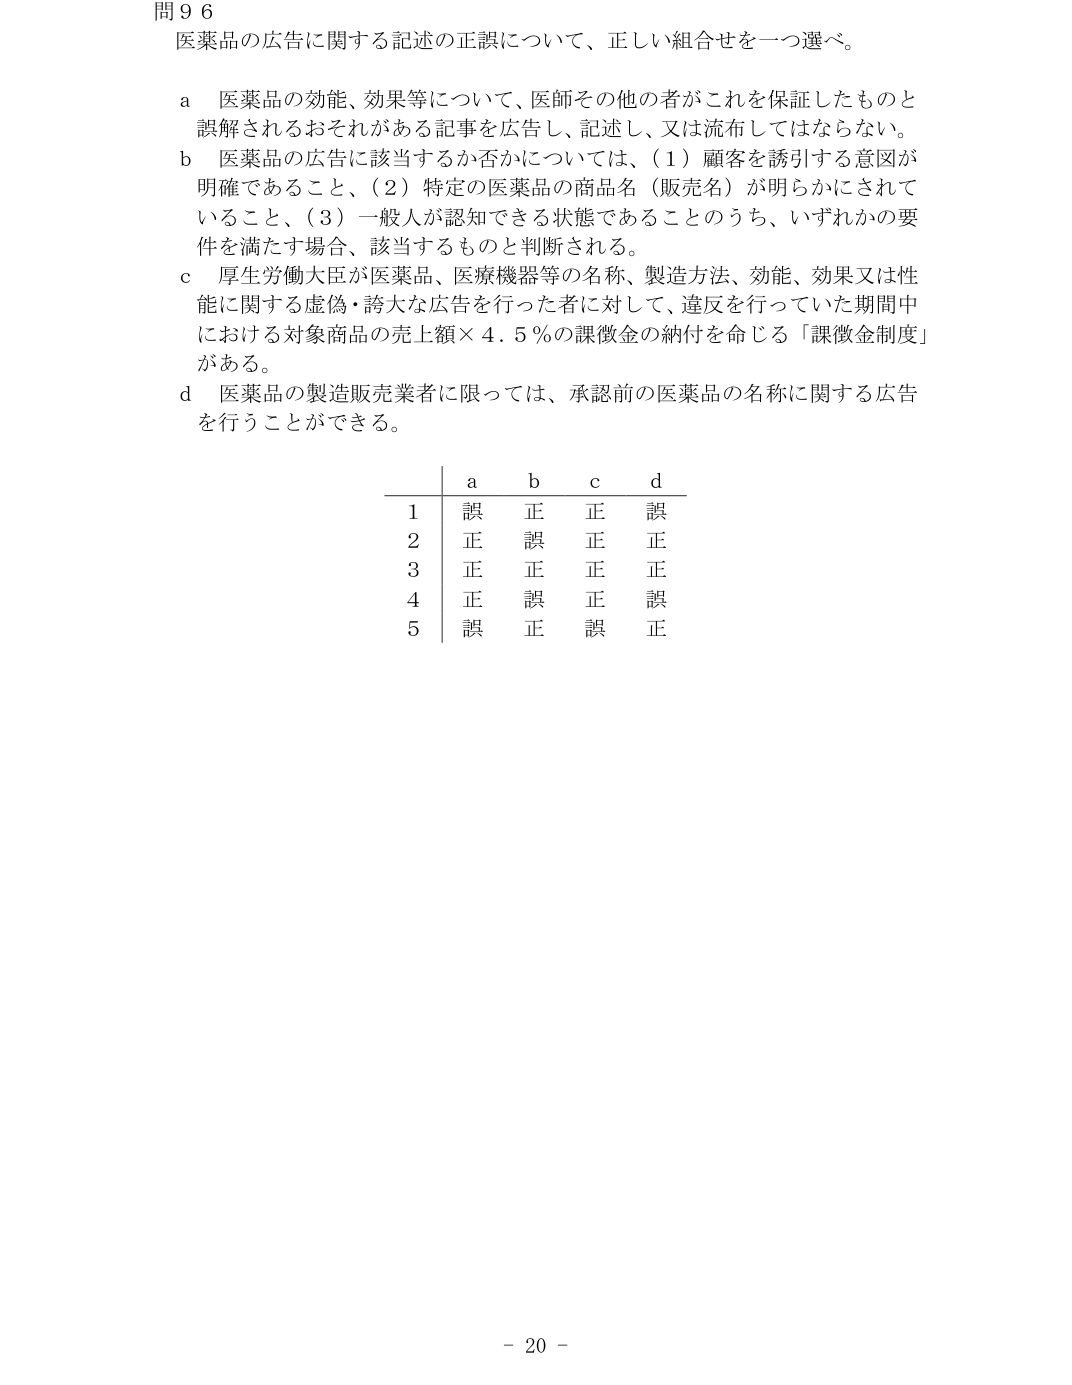 問９６
医薬品の広告に関する記述の正誤について、正しい組合せを一つ選べ。
a　医薬品の効能、効果等について、医師その他の者がこれを保証したものと
誤解されるおそれがある記事を広告し、記述し、又は流布してはならない。
b　医薬品の広告に該当するか否かについては、（１）顧客を誘引する意図が
明確であること、（２）特定の医薬品の商品名（販売名）が明らかにされて
いること、（３）一般人が認知できる状態であることのうち、いずれかの要
件を満たす場合、該当するものと判断される。
c　厚生労働大臣が医薬品、医療機器等の名称、製造方法、効能、効果又は性
能に関する虚偽・誇大な広告を行った者に対して、違反を行っていた期間中
における対象商品の売上額×４．５％の課徴金の納付を命じる「課徴金制度」
がある。
d　医薬品の製造販売業者に限っては、承認前の医薬品の名称に関する広告
を行うことができる。
a b c d
1 誤 正 正 誤
2 正 誤 正 正
3 正 正 正 正
4 正 誤 正 誤
5 誤 正 誤 正
- 20 -